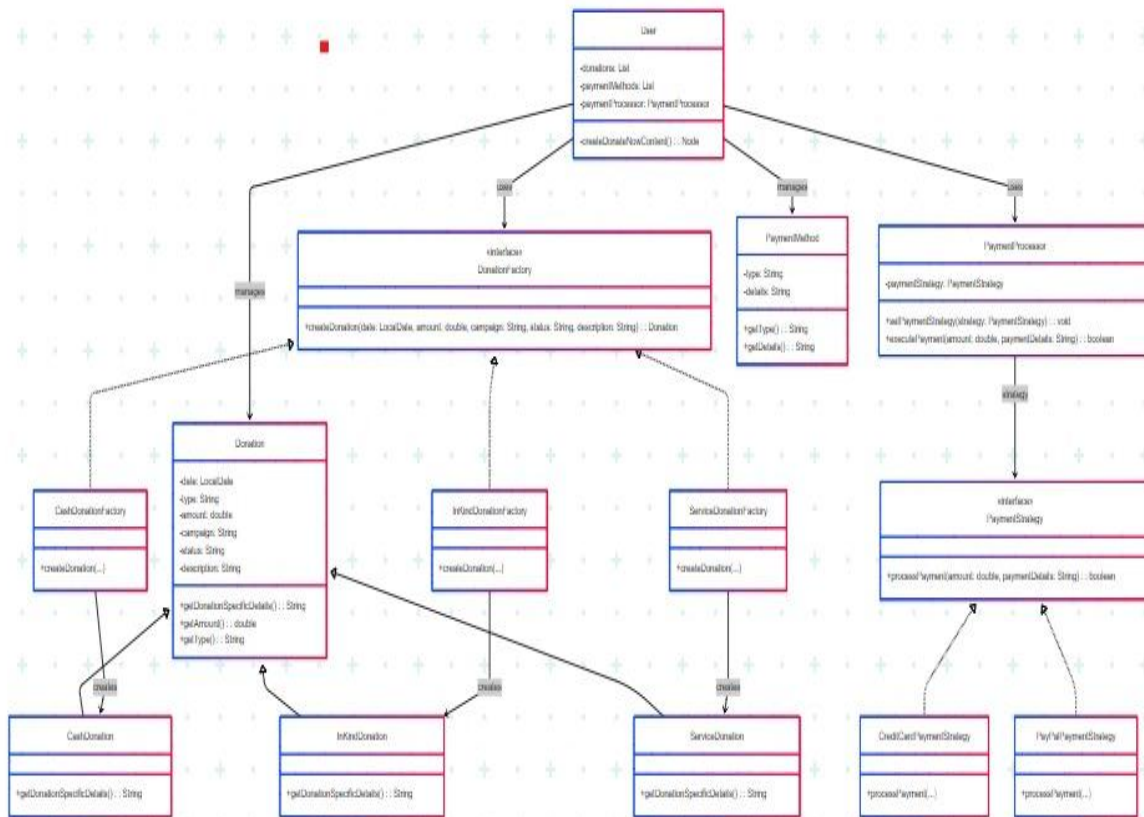 User
-donations: List
-paymentMethods: List
-paymentProcessor: PaymentProcessor
-createDonateNowContent() : : Node
uses
manages
uses
manages
«interface»
DonationFactory
+createDonation(date: LocalDate, amount: double, campaign: String, status: String, description: String) : : Donation
PaymentMethod
-type: String
-details: String
+getType() : : String
+getDetails() : : String
PaymentProcessor
-paymentStrategy: PaymentStrategy
+setPaymentStrategy(strategy: PaymentStrategy) : : void
+executePayment(amount: double, paymentDetails: String) : : boolean
strategy
Donation
-date: LocalDate
-type: String
-amount: double
-campaign: String
-status: String
-description: String
+getDonationSpecificDetails() : : String
+getAmount() : : double
+getType() : : String
CashDonationFactory
+createDonation(...)
InKindDonationFactory
+createDonation(...)
ServiceDonationFactory
+createDonation(...)
«interface»
PaymentStrategy
+processPayment(amount: double, paymentDetails: String) : : boolean
creates
creates
creates
CashDonation
+getDonationSpecificDetails() : : String
InKindDonation
+getDonationSpecificDetails() : : String
ServiceDonation
+getDonationSpecificDetails() : : String
CreditCardPaymentStrategy
+processPayment(...)
PayPalPaymentStrategy
+processPayment(...)